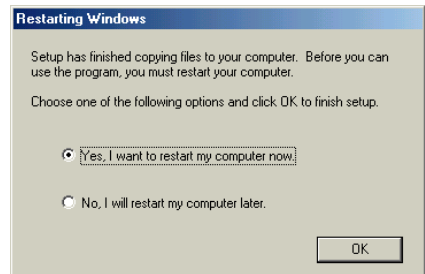 Restarting Windows
Setup has finished copying files to your computer.  Before you can
use the program, you must restart your computer.
Choose one of the following options and click OK to finish setup.
Yes, I want to restart my computer now.
No, I will restart my computer later.
OK